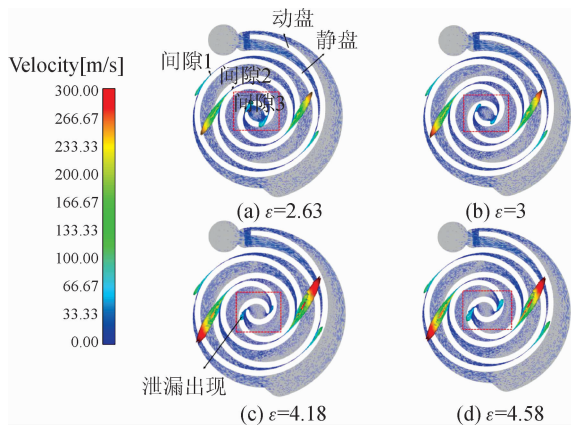 动盘
静盘
Velocity[m/s]
间隙1
间隙2
间隙3
300.00
266.67
233.33
200.00
166.67
133.33
100.00
66.67
33.33
0.00
(a) ε=2.63
(b) ε=3
泄漏出现
(c) ε=4.18
(d) ε=4.58